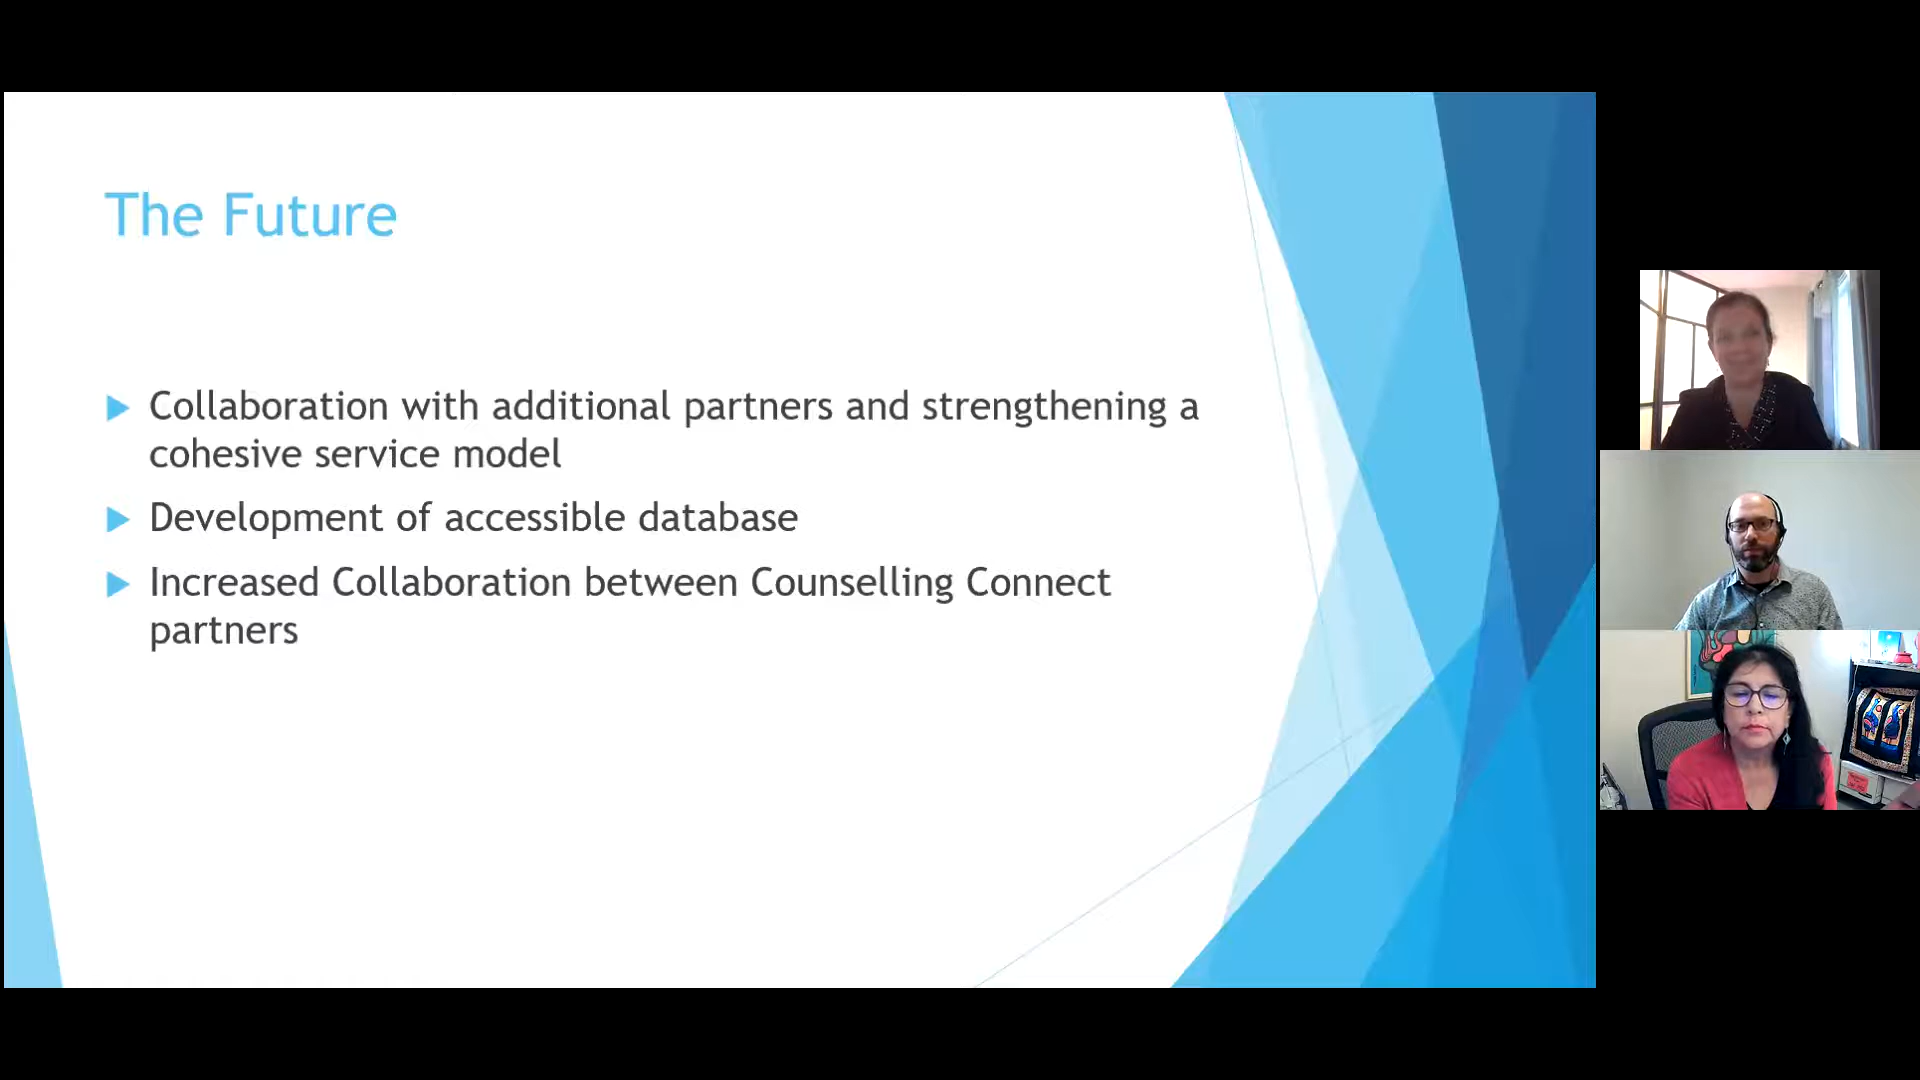 The Future
Collaboration with additional partners and strengthening a
cohesive service model
Development of accessible database
Increased Collaboration between Counselling Connect
partners